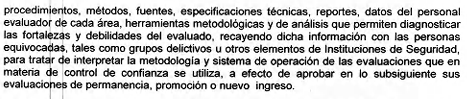 procedimientos, métodos, fuentes, especificaciones técnicas, reportes, datos del personal
evaluador de cada área, herramientas metodológicas y de análisis que permiten diagnosticar
las fortalezas y debilidades del evaluado, recayendo dicha información con las personas
equivocadas, tales como grupos delictivos u otros elementos de Instituciones de Seguridad,
para tratar de interpretar la metodología y sistema de operación de las evaluaciones que en
materia de control de confianza se utiliza, a efecto de aprobar en lo subsiguiente sus
evaluaciones de permanencia, promoción o nuevo ingreso.